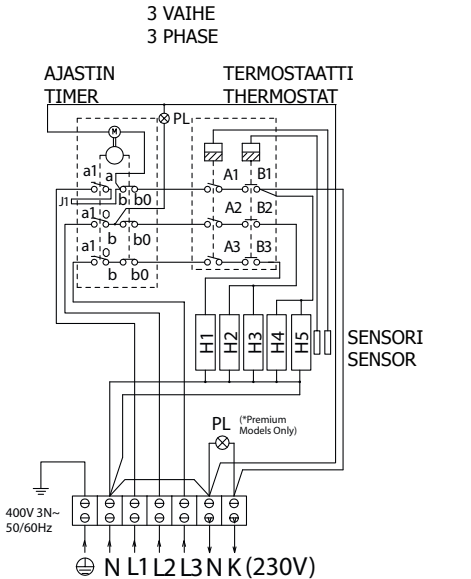 3 VAIHE
3 PHASE
AJASTIN
TIMER
TERMOSTAATTI
THERMOSTAT
M
PL
a1 a
b b0
J1
A1 B1
a1
b b0
A2 B2
a1
b b0
A3 B3
H1 H2 H3 H4 H5
SENSORI
SENSOR
PL (*Premium
Models Only)
400V 3N~
50/60Hz
N L1 L2 L3 N K (230V)